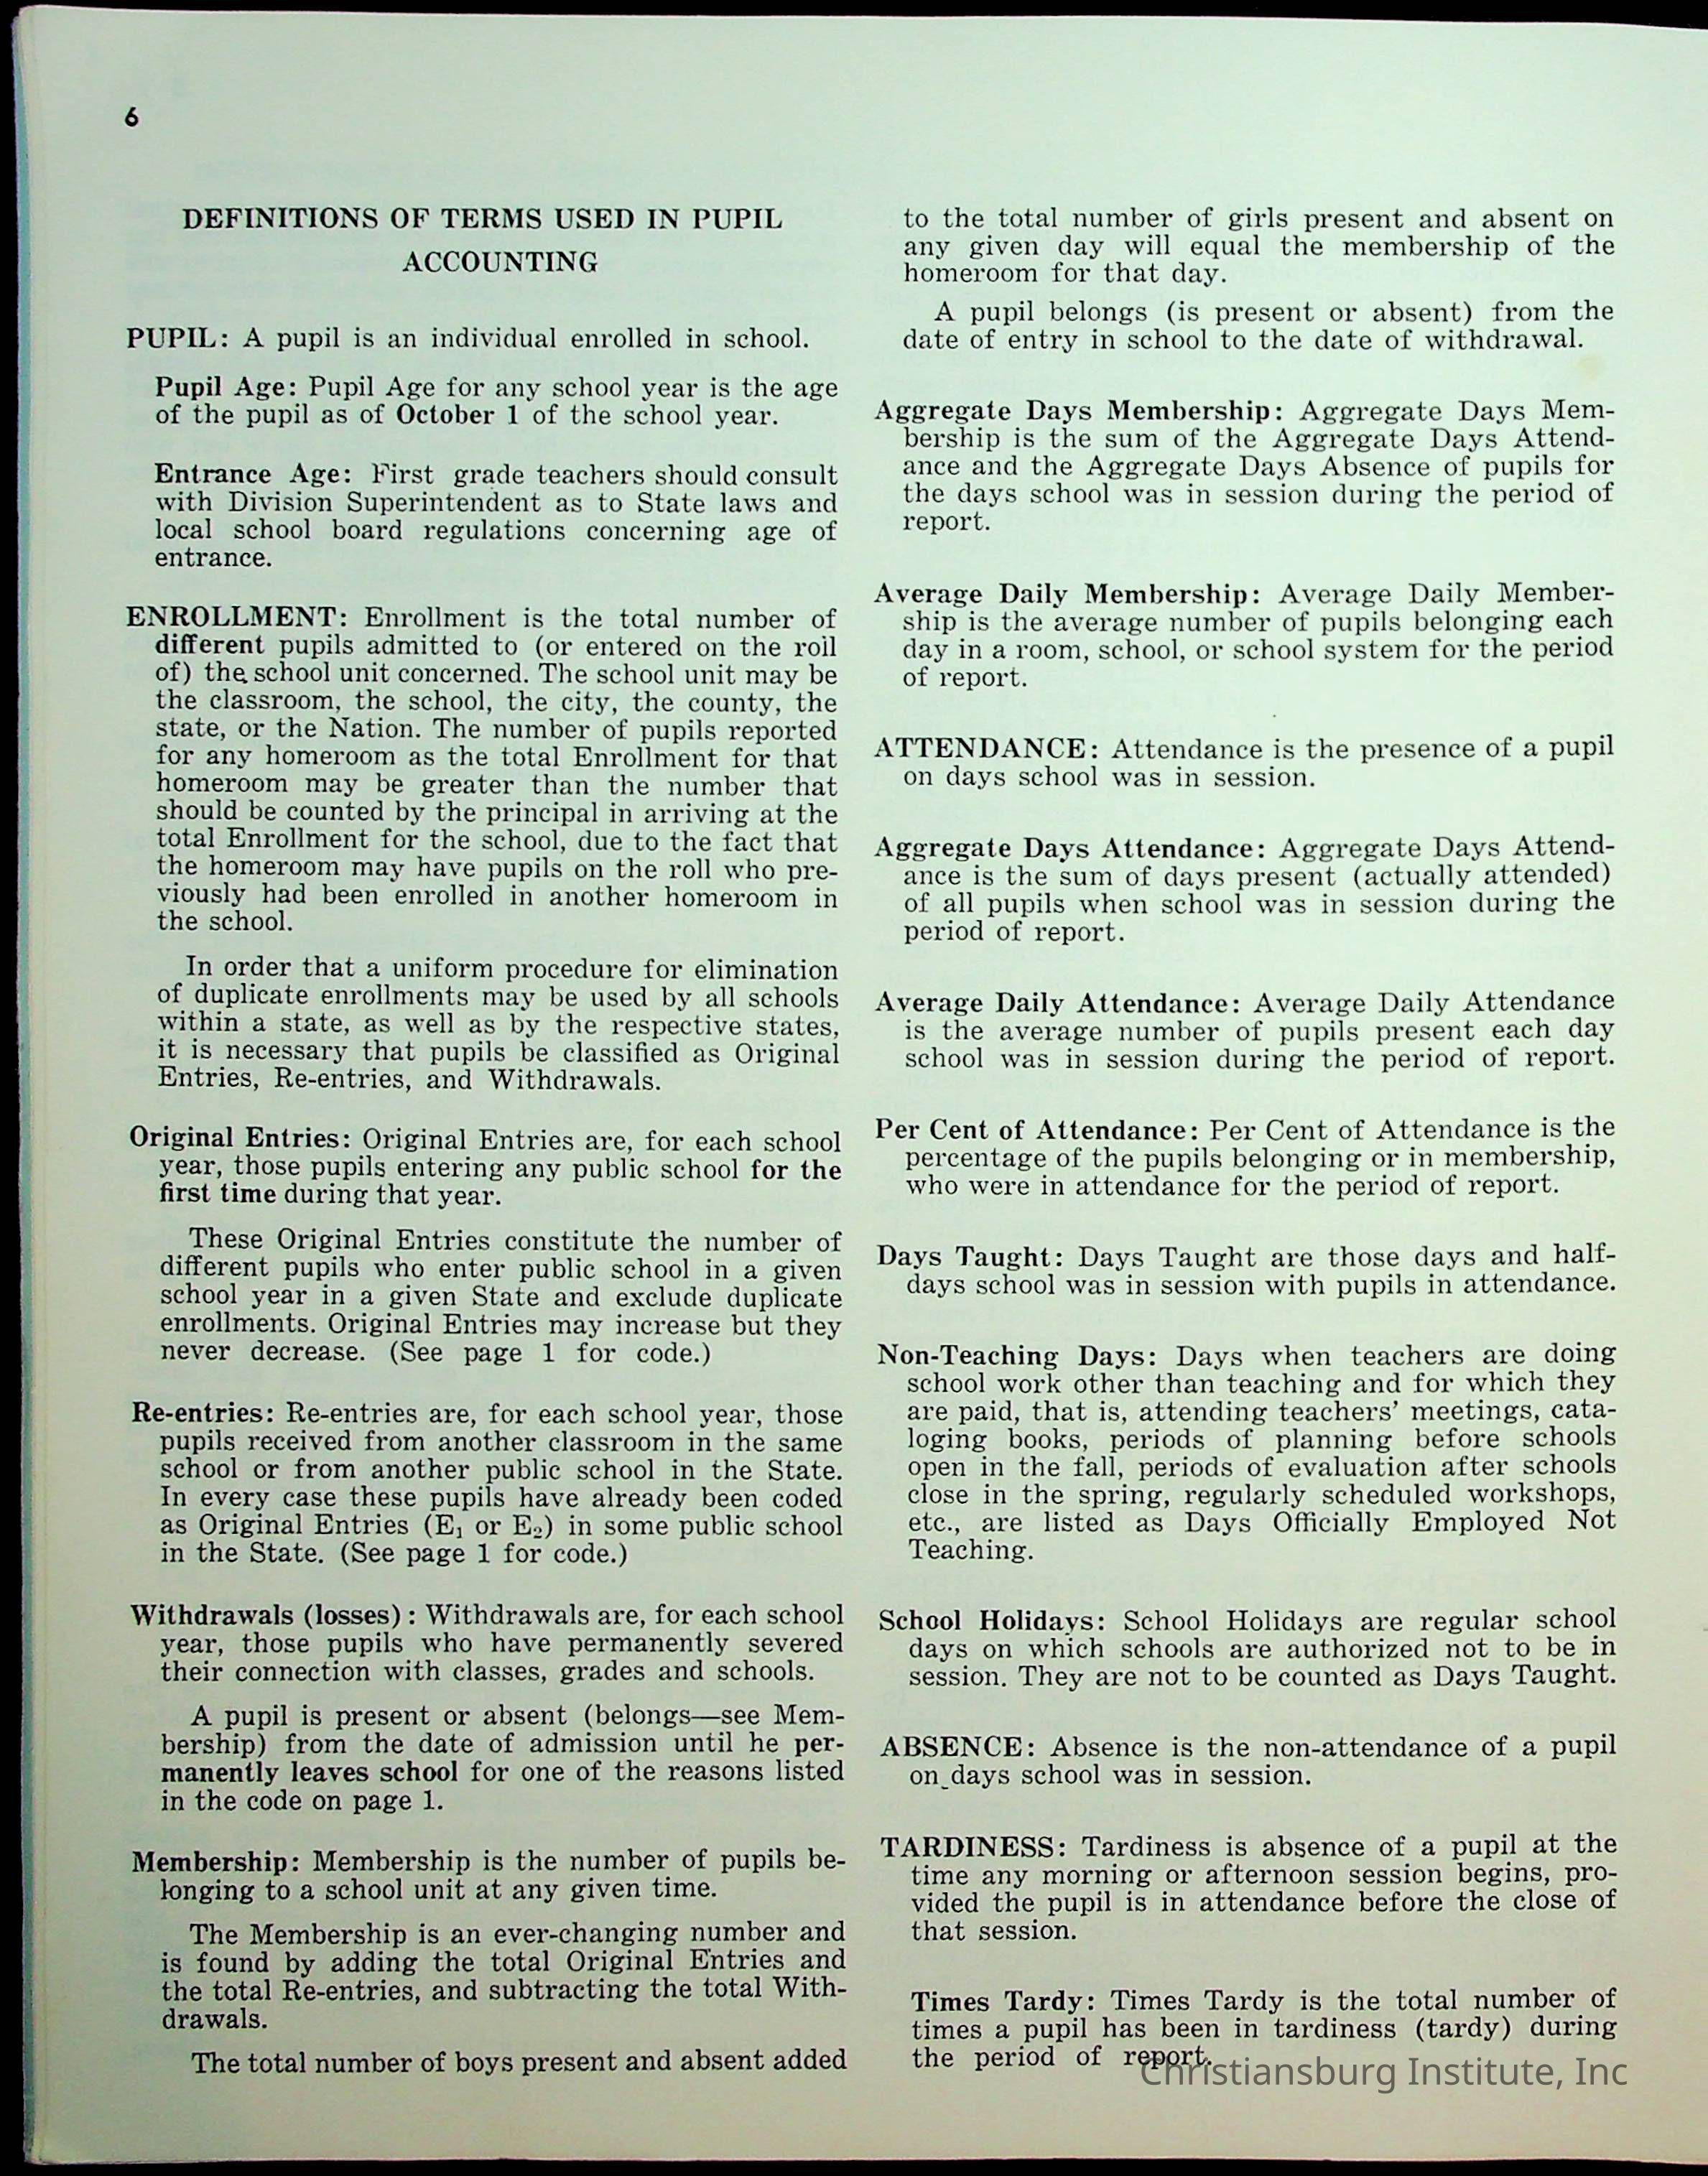 6
DEFINITIONS OF TERMS USED IN PUPIL
ACCOUNTING
PUPIL: A pupil is an individual enrolled in school.
Pupil Age: Pupil Age for any school year is the age
of the pupil as of October 1 of the school year.
Entrance Age: First grade teachers should consult
with Division Superintendent as to State laws and
local school board regulations concerning age of
entrance.
ENROLLMENT: Enrollment is the total number of
different pupils admitted to (or entered on the roll
of) the school unit concerned. The school unit may be
the classroom, the school, the city, the county, the
state, or the Nation. The number of pupils reported
for any homeroom as the total Enrollment for that
homeroom may be greater than the number that
should be counted by the principal in arriving at the
total Enrollment for the school, due to the fact that
the homeroom may have pupils on the roll who pre-
viously had been enrolled in another homeroom in
the school.
In order that a uniform procedure for elimination
of duplicate enrollments may be used by all schools
within a state, as well as by the respective states,
it is necessary that pupils be classified as Original
Entries, Re-entries, and Withdrawals.
Original Entries: Original Entries are, for each school
year, those pupils entering any public school for the
first time during that year.
These Original Entries constitute the number of
different pupils who enter public school in a given
school year in a given State and exclude duplicate
enrollments. Original Entries may increase but they
never decrease. (See page 1 for code.)
Re-entries: Re-entries are, for each school year, those
pupils received from another classroom in the same
school or from another public school in the State.
In every case these pupils have already been coded
as Original Entries (E₁ or E₂) in some public school
in the State. (See page 1 for code.)
Withdrawals (losses): Withdrawals are, for each school
year, those pupils who have permanently severed
their connection with classes, grades and schools.
A pupil is present or absent (belongs—see Mem-
bership) from the date of admission until he per-
manently leaves school for one of the reasons listed
in the code on page 1.
Membership: Membership is the number of pupils be-
longing to a school unit at any given time.
The Membership is an ever-changing number and
is found by adding the total Original Entries and
the total Re-entries, and subtracting the total With-
drawals.
The total number of boys present and absent added
to the total number of girls present and absent on
any given day will equal the membership of the
homeroom for that day.
A pupil belongs (is present or absent) from the
date of entry in school to the date of withdrawal.
Aggregate Days Membership: Aggregate Days Mem-
bership is the sum of the Aggregate Days Attend-
ance and the Aggregate Days Absence of pupils for
the days school was in session during the period of
report.
Average Daily Membership: Average Daily Member-
ship is the average number of pupils belonging each
day in a room, school, or school system for the period
of report.
ATTENDANCE: Attendance is the presence of a pupil
on days school was in session.
Aggregate Days Attendance: Aggregate Days Attend-
ance is the sum of days present (actually attended)
of all pupils when school was in session during the
period of report.
Average Daily Attendance: Average Daily Attendance
is the average number of pupils present each day
school was in session during the period of report.
Per Cent of Attendance: Per Cent of Attendance is the
percentage of the pupils belonging or in membership,
who were in attendance for the period of report.
Days Taught: Days Taught are those days and half-
days school was in session with pupils in attendance.
Non-Teaching Days: Days when teachers are doing
school work other than teaching and for which they
are paid, that is, attending teachers' meetings, cata-
loging books, periods of planning before schools
open in the fall, periods of evaluation after schools
close in the spring, regularly scheduled workshops,
etc., are listed as Days Officially Employed Not
Teaching.
School Holidays: School Holidays are regular school
days on which schools are authorized not to be in
session. They are not to be counted as Days Taught.
ABSENCE: Absence is the non-attendance of a pupil
on days school was in session.
TARDINESS: Tardiness is absence of a pupil at the
time any morning or afternoon session begins, pro-
vided the pupil is in attendance before the close of
that session.
Times Tardy: Times Tardy is the total number of
times a pupil has been in tardiness (tardy) during
the period of report.
Christiansburg Institute, Inc